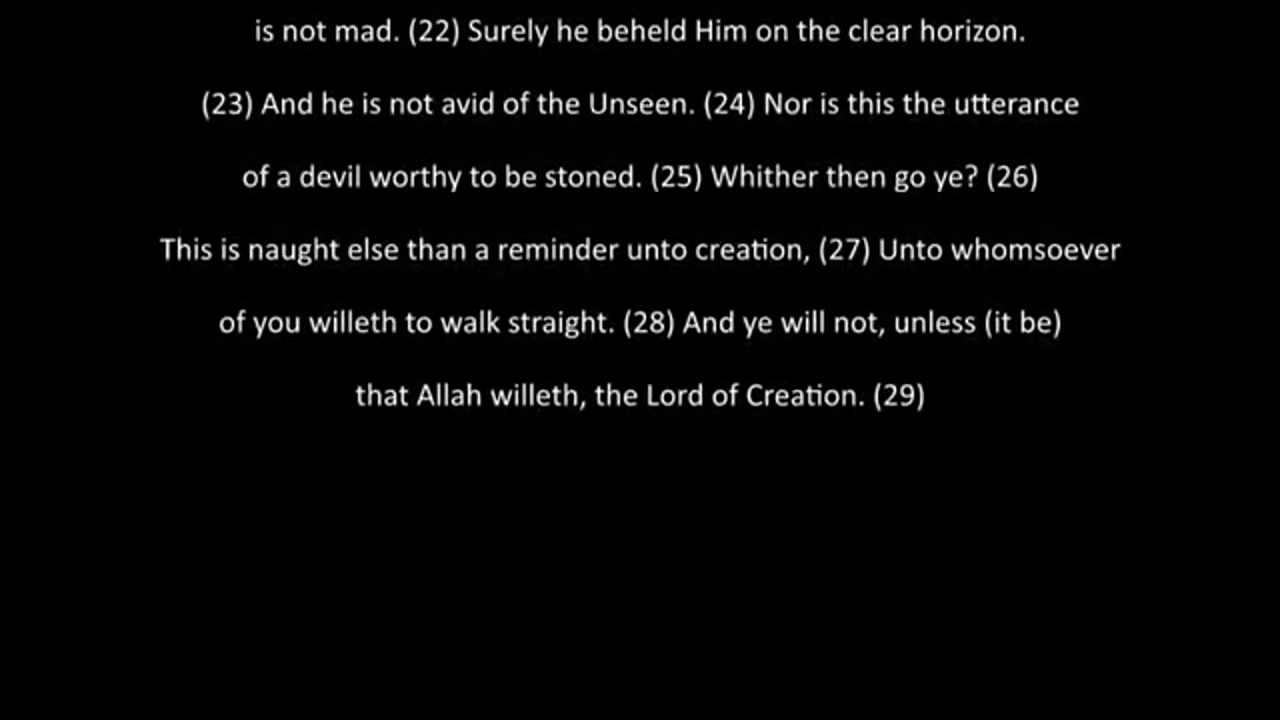 is not mad. (22) Surely he beheld Him on the clear horizon.
(23) And he is not avid of the Unseen. (24) Nor is this the utterance
of a devil worthy to be stoned. (25) Whither then go ye? (26)
This is naught else than a reminder unto creation, (27) Unto whomsoever
of you willeth to walk straight. (28) And ye will not, unless (it be)
that Allah willeth, the Lord of Creation. (29)